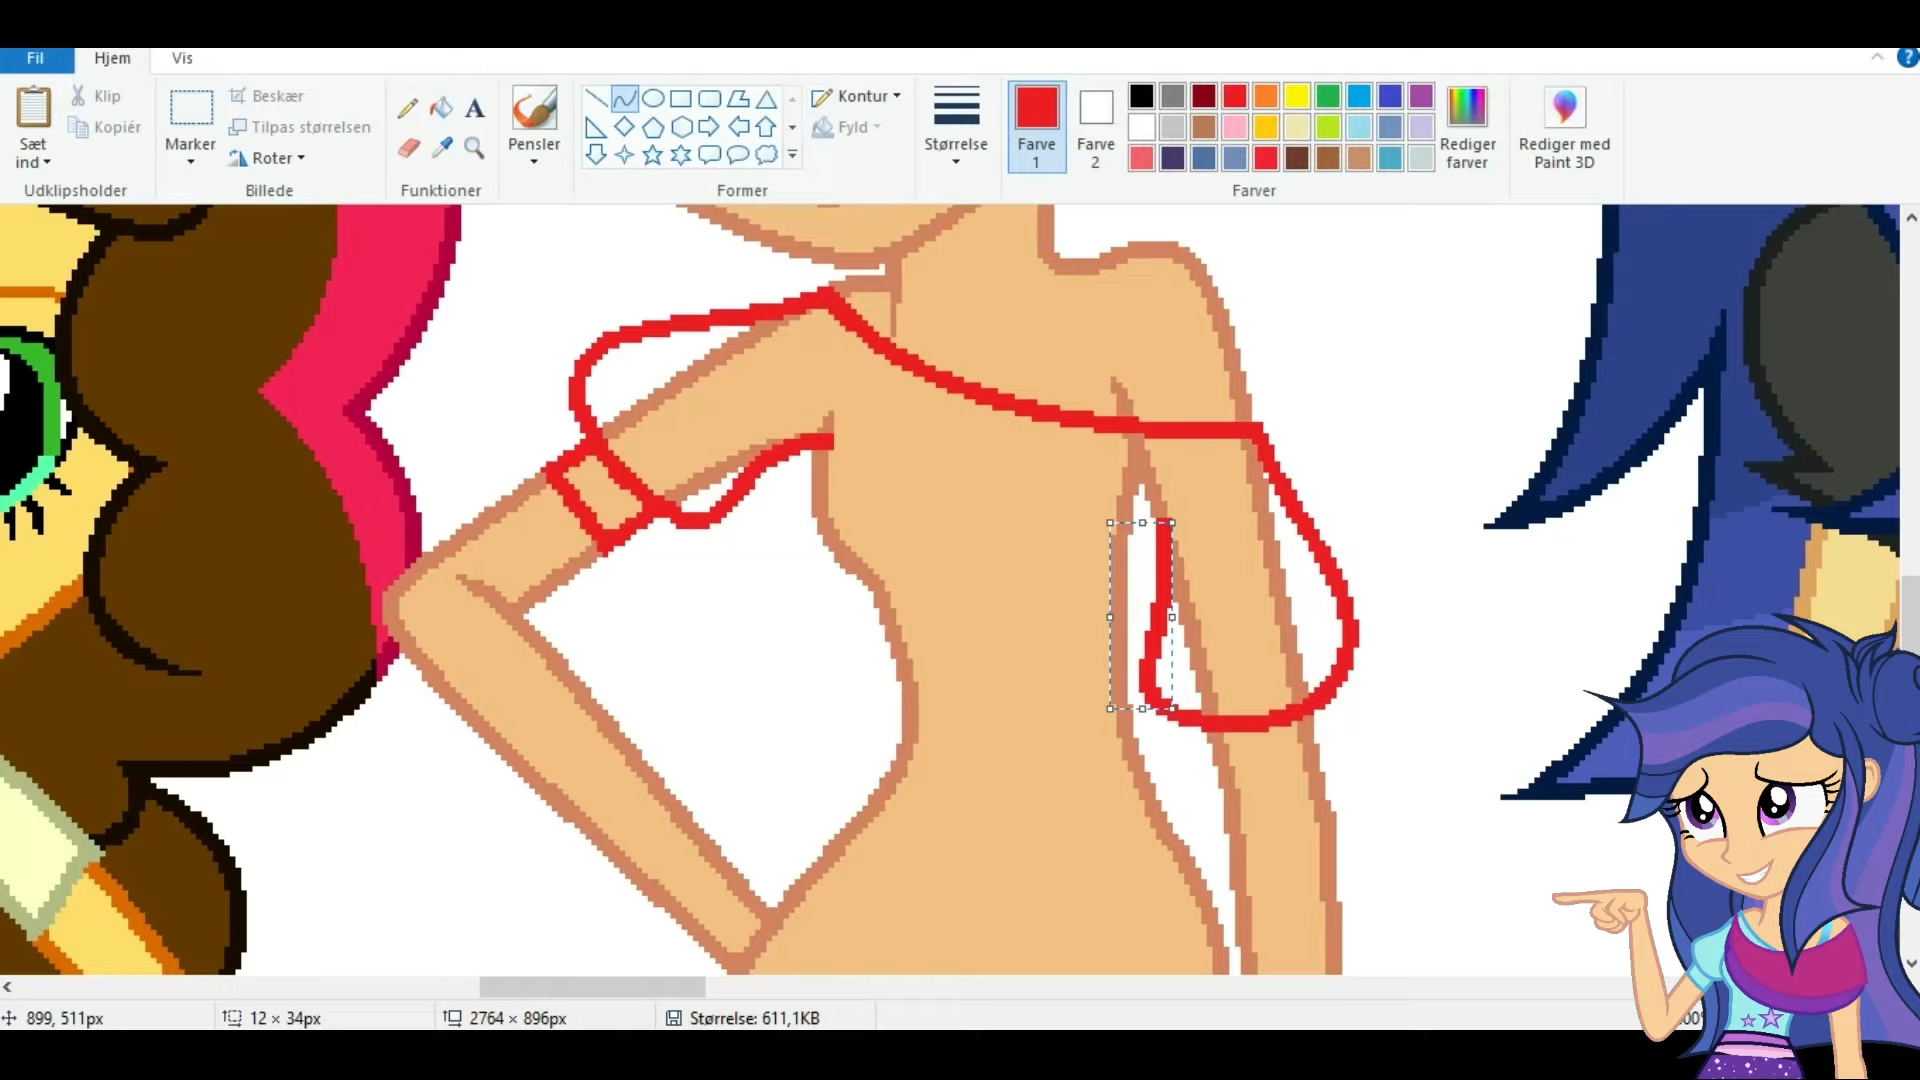 Fil Hjem Vis
Sæt ind
Klip
Kopiér
Udklipsholder
Marker
Beskær
Tilpas størrelsen
Roter
Billede
A
Funktioner
Pensler
Former
Kontur
Fyld
Størrelse
Farve 1
Farve 2
Farver
Rediger farver
Rediger med Paint 3D
?
899, 511px
12 × 34px
2764 × 896px
Størrelse: 611,1KB